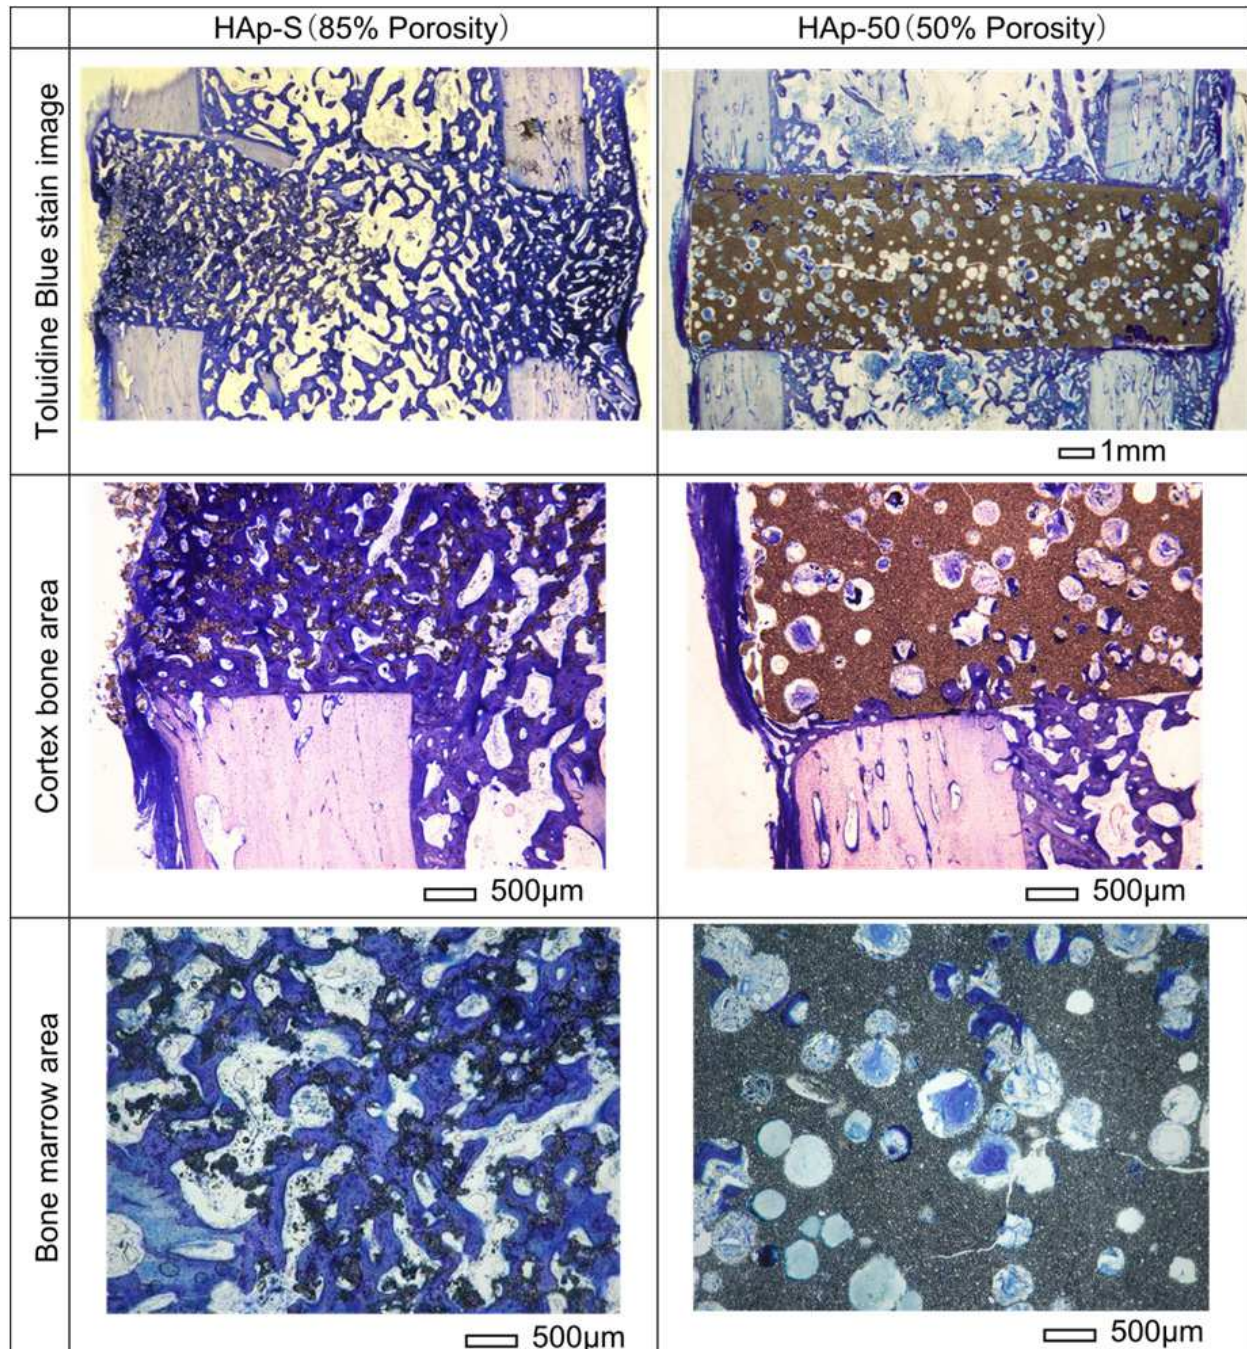 HAp-S（85% Porosity）
HAp-50（50% Porosity）
Toluidine Blue stain image
1mm
Cortex bone area
500µm
500µm
Bone marrow area
500µm
500µm